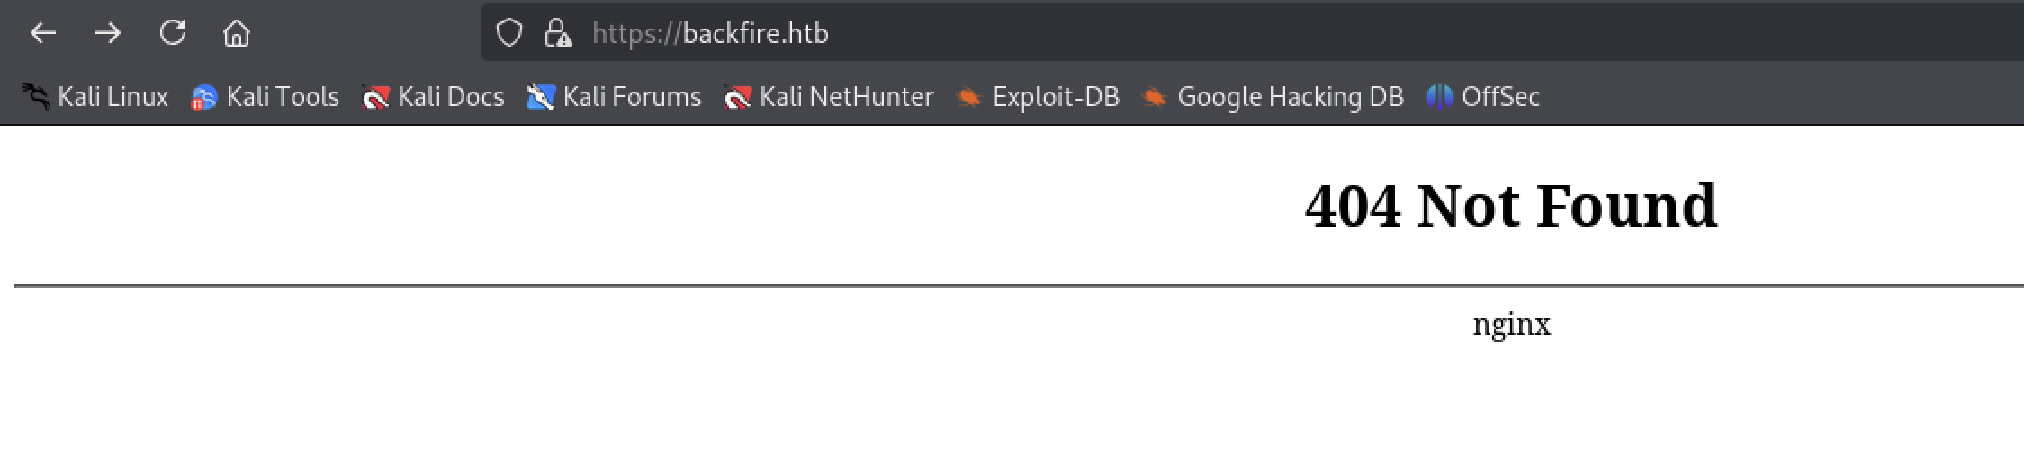 https://backfire.htb
Kali Linux Kali Tools Kali Docs Kali Forums Kali NetHunter Exploit-DB Google Hacking DB OffSec
404 Not Found
nginx